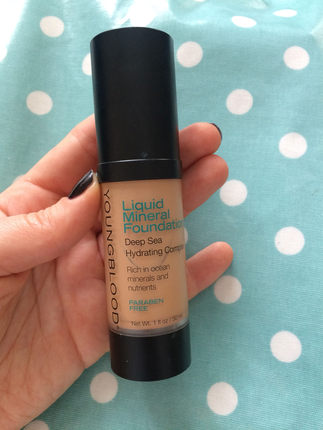 YOUNGBLOOD
Liquid
Mineral
Foundation
Deep Sea
Hydrating
Rich in ocean
minerals and
nutrients
PARABEN
FREE
Net. Wt. 1 fl oz